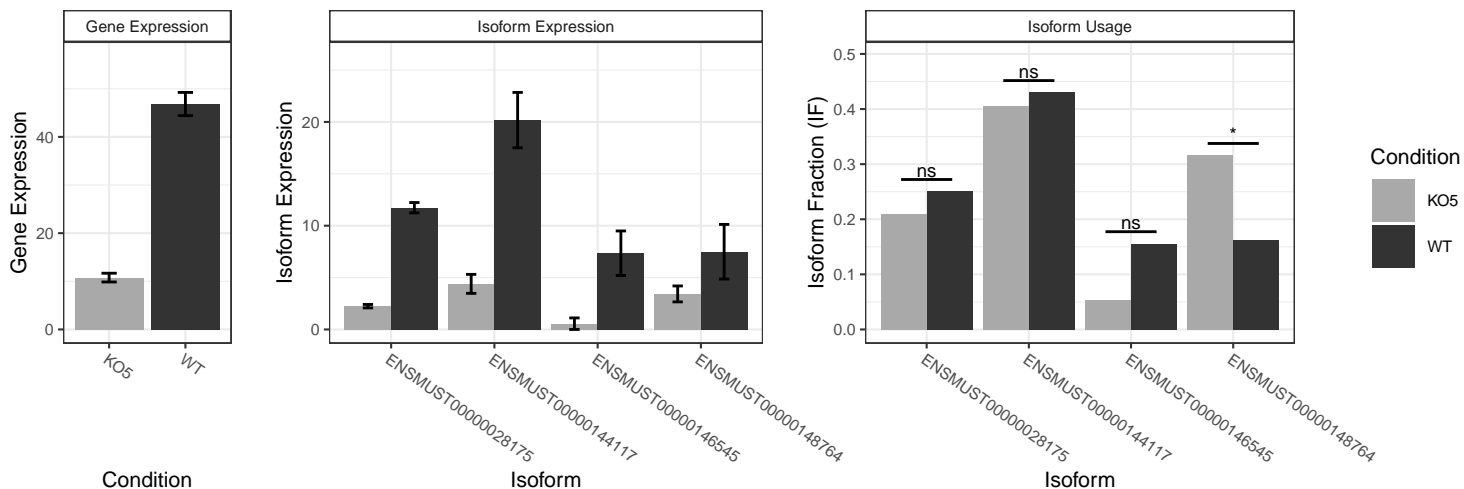 Gene Expression
Gene Expression
0
20
40
KO5
WT
Condition
Isoform Expression
Isoform Expression
0
10
20
ENSMUST00000028175
ENSMUST00000144117
ENSMUST00000146545
ENSMUST00000148764
Isoform
Isoform Usage
Isoform Fraction (IF)
0.0
0.1
0.2
0.3
0.4
0.5
ns
ns
ns
*
ENSMUST00000028175
ENSMUST00000144117
ENSMUST00000146545
ENSMUST00000148764
Isoform
Condition
KO5
WT